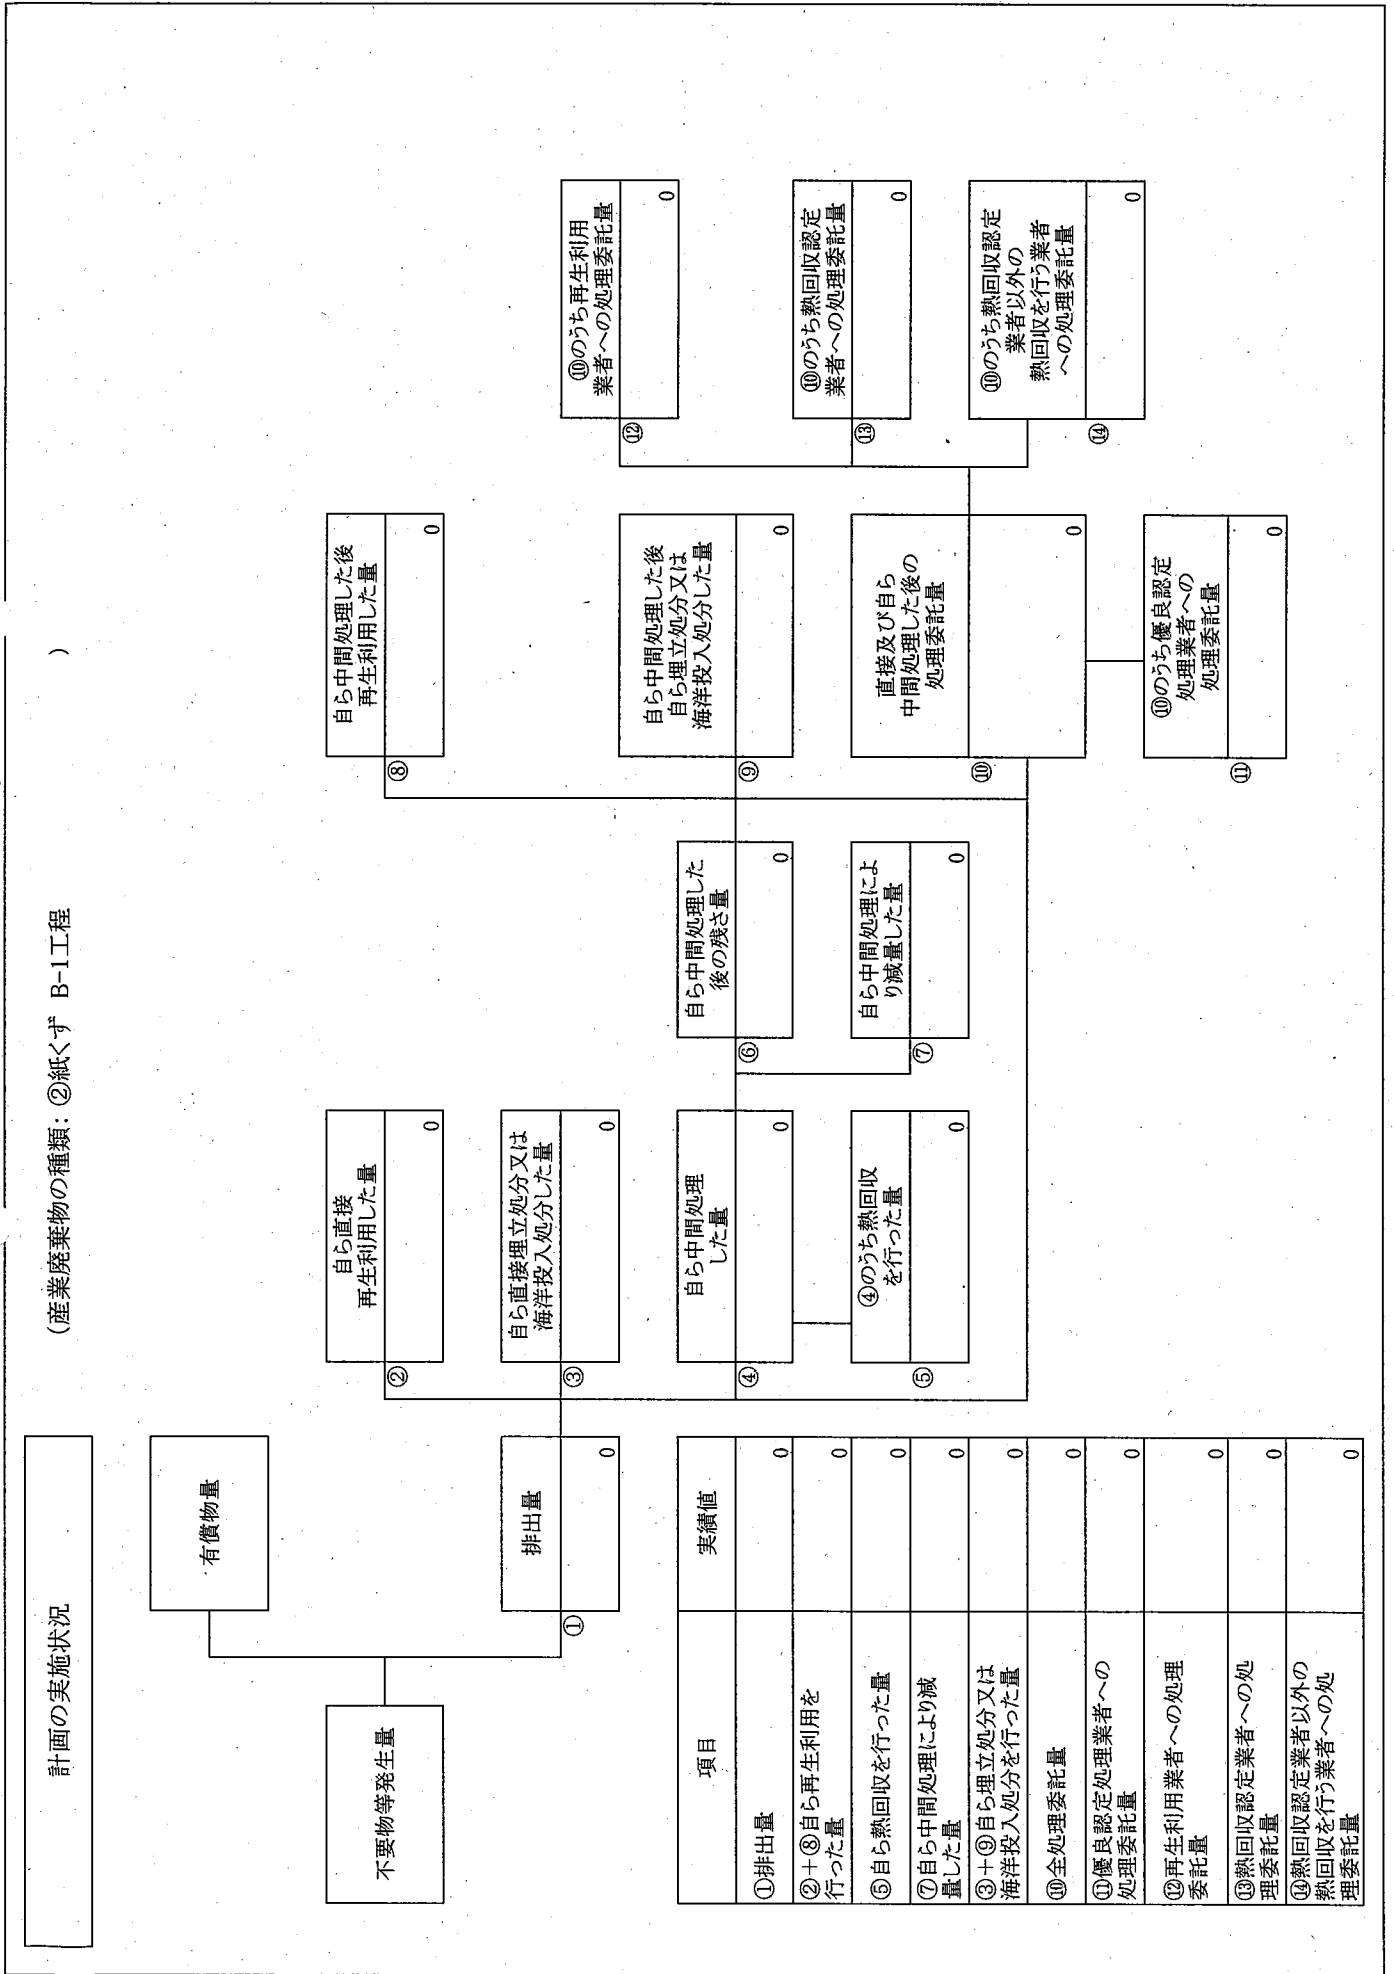 計画の実施状況
(産業廃棄物の種類：②紙くず B-1工程
)
不要物等発生量
有償物量
①
排出量
0
②
自ら直接
再生利用した量
0
③
自ら直接埋立処分又は
海洋投入処分した量
0
④
自ら中間処理
した量
0
⑤
④のうち熱回収
を行った量
0
⑥
自ら中間処理した
後の残さ量
0
⑦
自ら中間処理によ
り減量した量
0
⑧
自ら中間処理した後
再生利用した量
0
⑨
自ら中間処理した後
自ら埋立処分又は
海洋投入処分した量
0
⑩
直接及び自ら
中間処理した後の
処理委託量
0
⑪
⑩のうち優良認定
処理業者への
処理委託量
0
⑫
⑩のうち再生利用
業者への処理委託量
0
⑬
⑩のうち熱回収認定
業者への処理委託量
0
⑭
⑩のうち熱回収認定
業者以外の
熱回収を行う業者
への処理委託量
0
項目 実績値
①排出量 0
②+⑧自ら再生利用を
行った量 0
⑤自ら熱回収を行った量 0
⑦自ら中間処理により減
量した量 0
③+⑨自ら埋立処分又は
海洋投入処分を行った量 0
⑩全処理委託量 0
⑪優良認定処理業者への
処理委託量 0
⑫再生利用業者への処理
委託量 0
⑬熱回収認定業者への処
理委託量 0
⑭熱回収認定業者以外の
熱回収を行う業者への処
理委託量 0